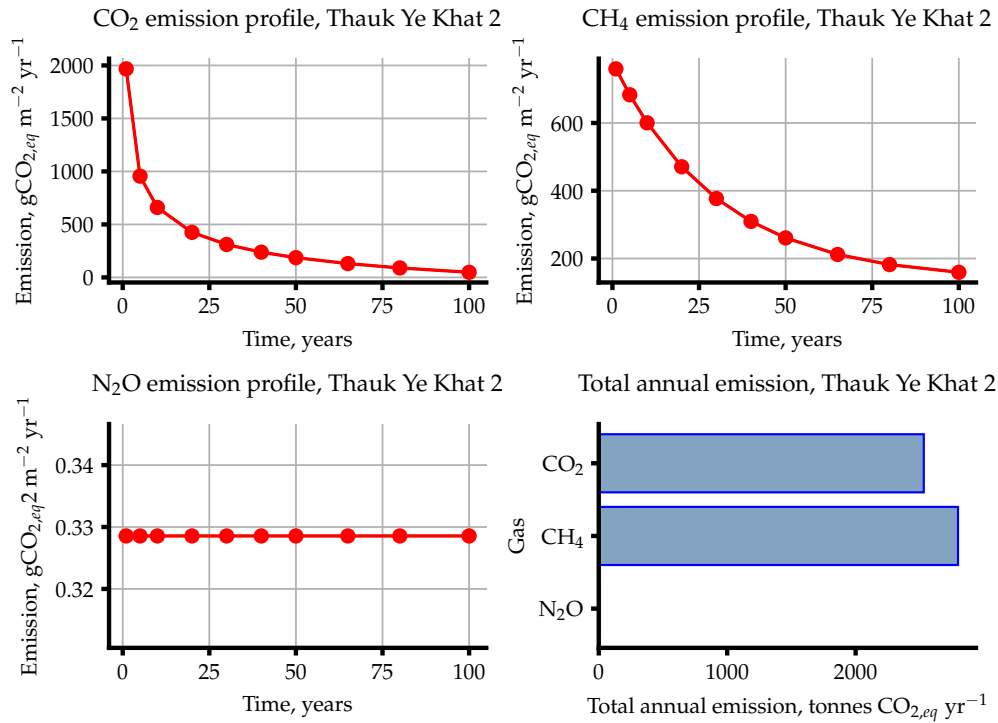 CO₂ emission profile, Thauk Ye Khat 2
Emission, gCO₂,eq m⁻² yr⁻¹
2000
1500
1000
500
0
0 25 50 75 100
Time, years
CH₄ emission profile, Thauk Ye Khat 2
Emission, gCO₂,eq m⁻² yr⁻¹
600
400
200
0 25 50 75 100
Time, years
N₂O emission profile, Thauk Ye Khat 2
Emission, gCO₂,eq2 m⁻² yr⁻¹
0.34
0.33
0.32
0 25 50 75 100
Time, years
Total annual emission, Thauk Ye Khat 2
Gas
CO₂
CH₄
N₂O
0 1000 2000
Total annual emission, tonnes CO₂,eq yr⁻¹